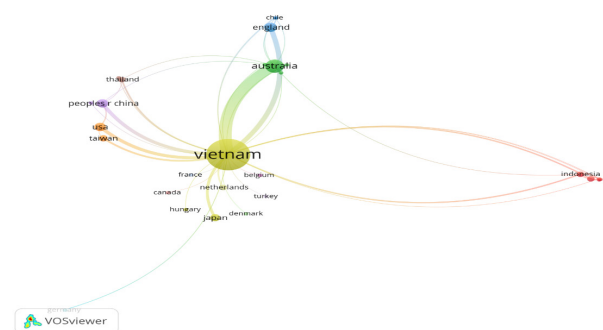 chile
england
australia
thailand
peoples r china
usa
taiwan
vietnam
france
belgium
indonesia
canada
netherlands
turkey
hungary
japan
denmark
germany
VOSviewer